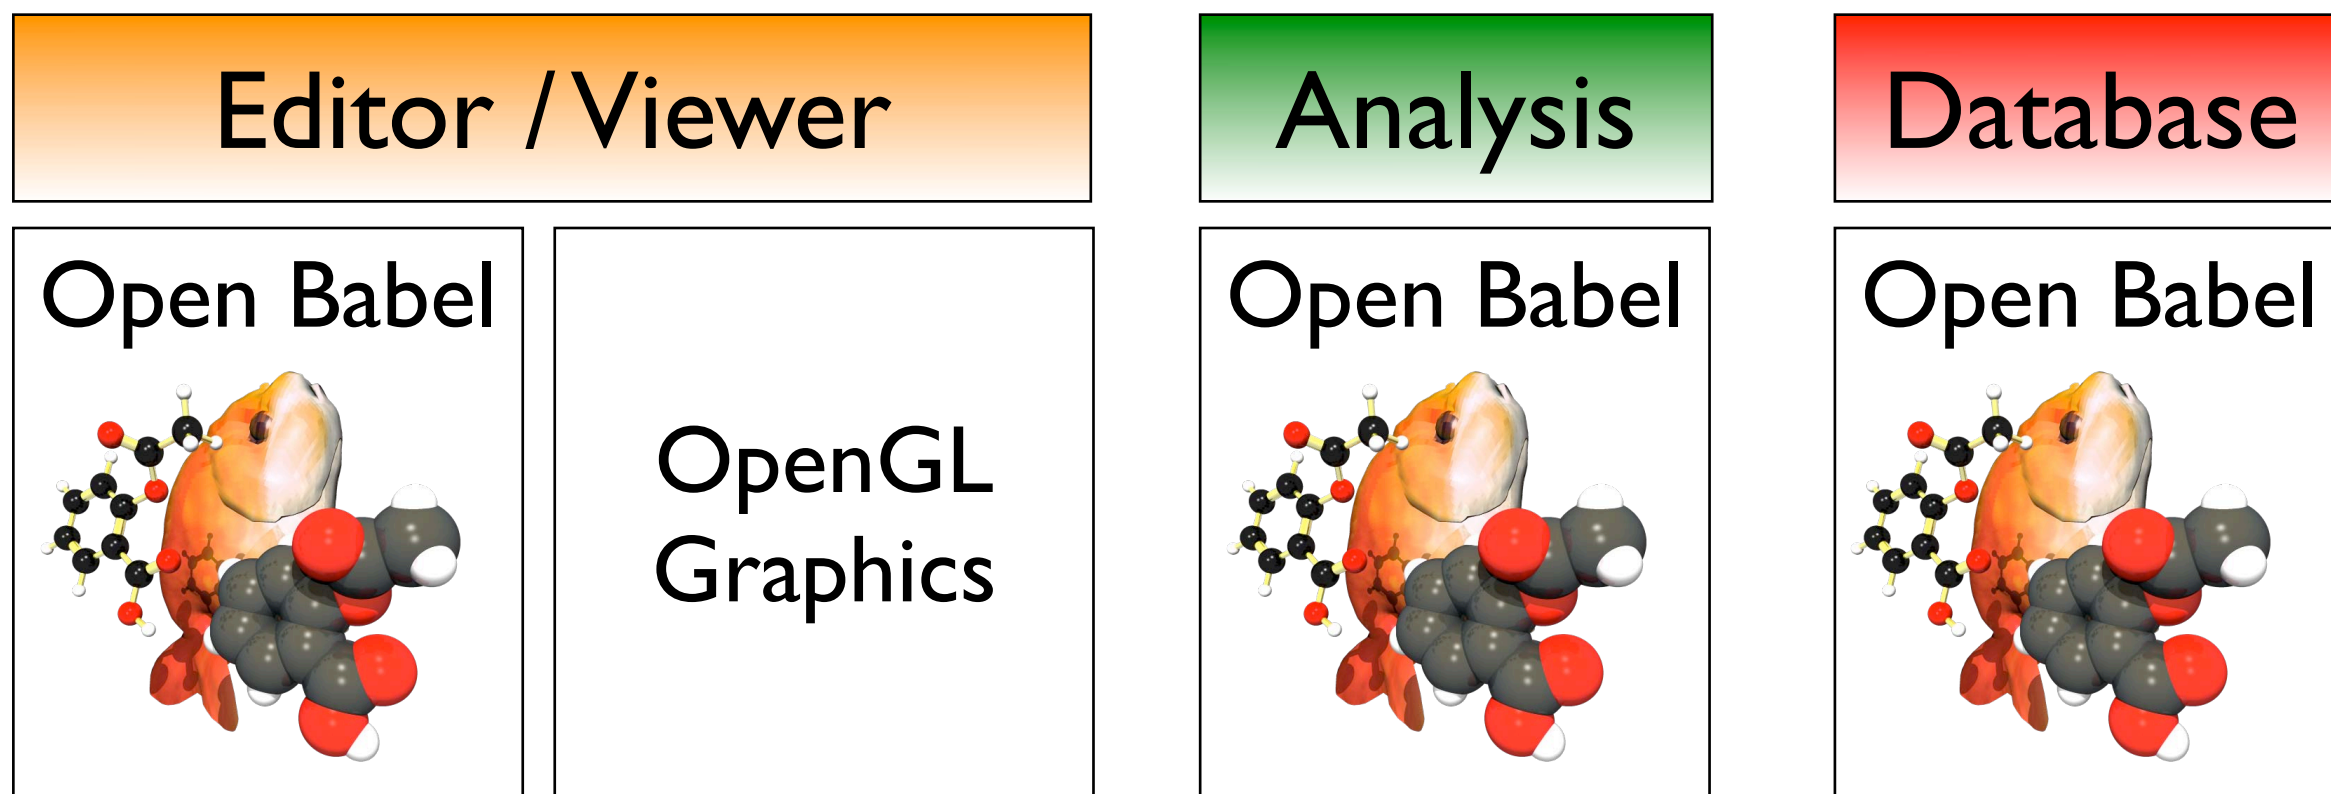 Editor / Viewer
Analysis
Database
Open Babel
OpenGL
Graphics
Open Babel
Open Babel